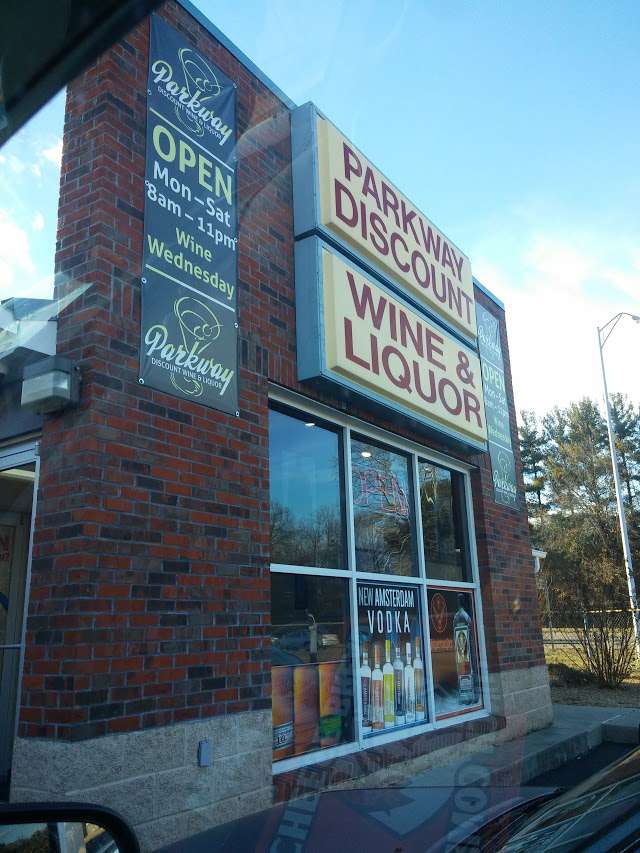 Parkway
DISCOUNT WINE & LIQUOR
OPEN
Mon – Sat
8am – 11pm
Wine
Wednesday
Parkway
DISCOUNT WINE & LIQUOR
PARKWAY
DISCOUNT
WINE &
LIQUOR
OPEN
NEW AMSTERDAM
VODKA